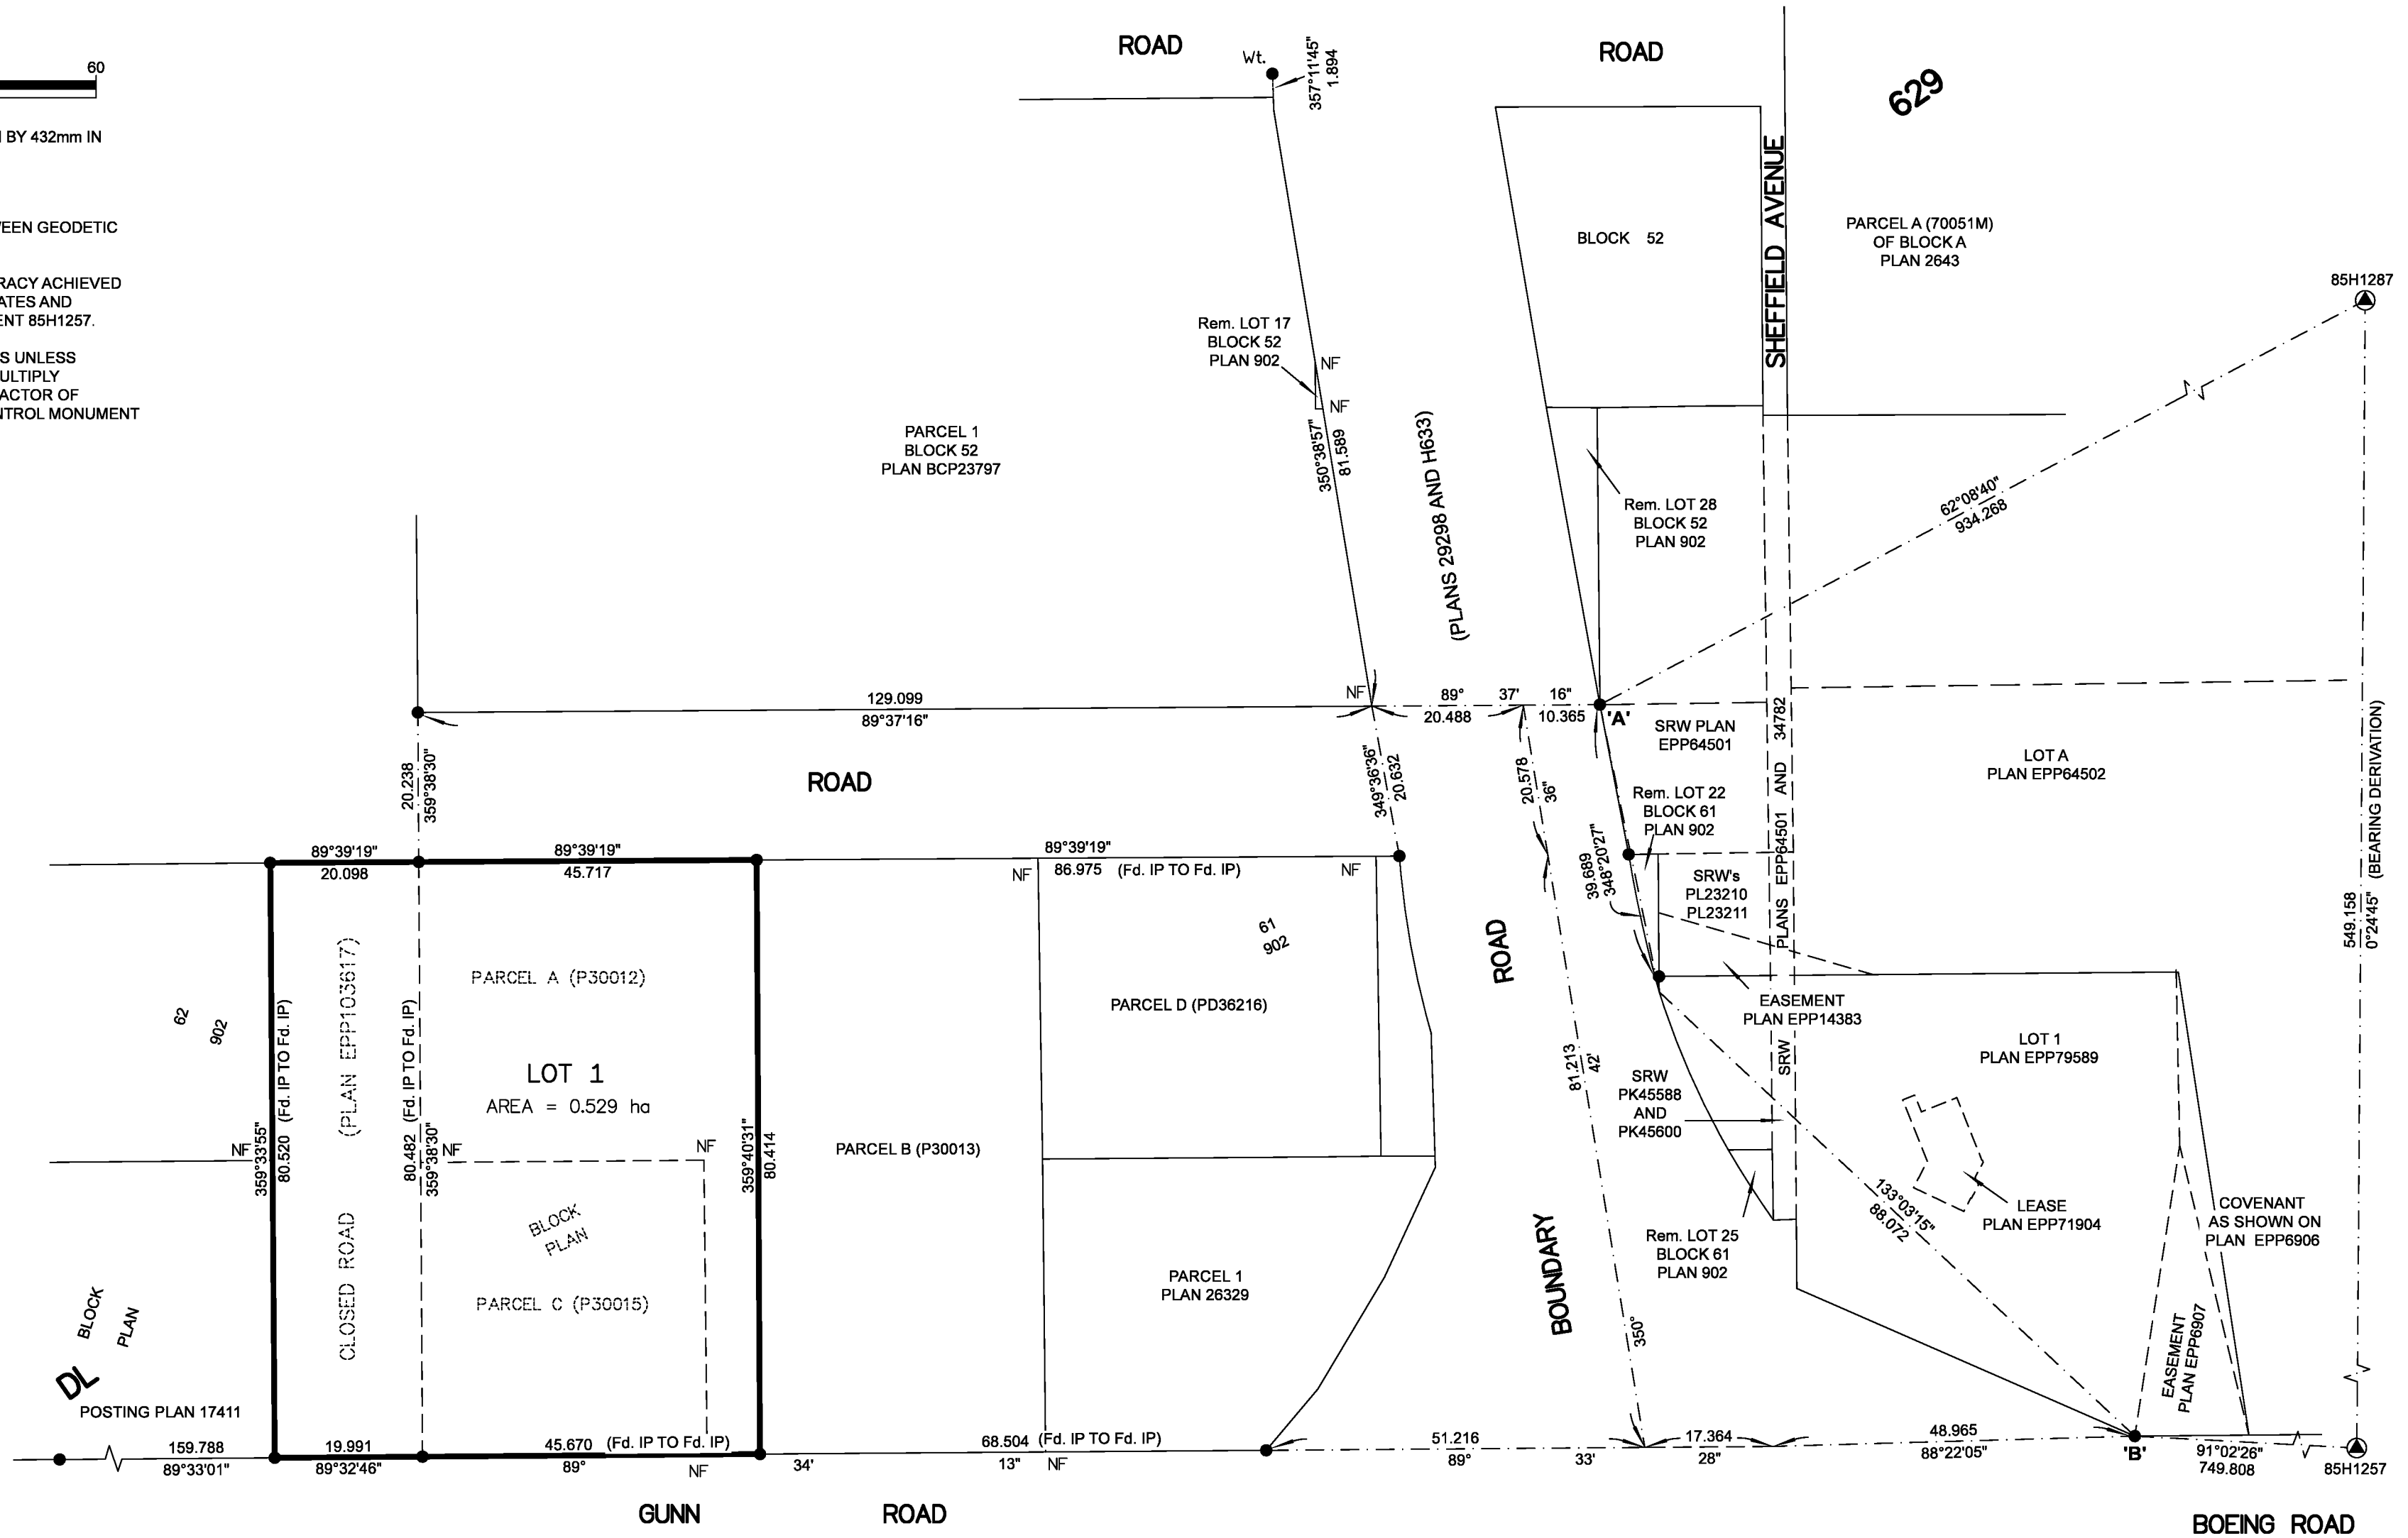 60
BY 432mm IN
EEN GEODETIC
RACY ACHIEVED
ATES AND
ENT 85H1257.
S UNLESS
ULTIPLY
ACTOR OF
NTROL MONUMENT
ROAD
Wt.
357°11'45"
1.894
ROAD
629
SHEFFIELD AVENUE
BLOCK 52
PARCEL A (70051M)
OF BLOCK A
PLAN 2643
85H1287
Rem. LOT 17
BLOCK 52
PLAN 902
NF
NF
350°38'57"
81.589
(PLANS 29298 AND H633)
PARCEL 1
BLOCK 52
PLAN BCP23797
Rem. LOT 28
BLOCK 52
PLAN 902
62°08'40"
934.268
129.099
89°37'16"
NF
89° 37' 16"
20.488
10.365
'A'
SRW PLAN
EPP64501
SRW PLANS EPP64501 AND 34782
LOT A
PLAN EPP64502
549.158
0°24'45" (BEARING DERIVATION)
20.238
359°38'30"
ROAD
349°36'36"
20.632
20.578
36"
39.689
348°20'27"
Rem. LOT 22
BLOCK 61
PLAN 902
SRW's
PL23210
PL23211
89°39'19"
20.098
89°39'19"
45.717
89°39'19"
86.975 (Fd. IP TO Fd. IP)
NF
NF
61
902
62
902
359°33'55"
80.520 (Fd. IP TO Fd. IP)
CLOSED ROAD (PLAN EPP103617)
80.482 (Fd. IP TO Fd. IP)
359°38'30"
PARCEL A (P30012)
LOT 1
AREA = 0.529 ha
NF
NF
NF
359°40'31"
80.414
BLOCK
PLAN
PARCEL C (P30015)
PARCEL B (P30013)
PARCEL D (PD36216)
PARCEL 1
PLAN 26329
BOUNDARY ROAD
81.213
42'
350°
EASEMENT
PLAN EPP14383
LOT 1
PLAN EPP79589
SRW
PK45588
AND
PK45600
133°03'15"
88.072
LEASE
PLAN EPP71904
COVENANT
AS SHOWN ON
PLAN EPP6906
Rem. LOT 25
BLOCK 61
PLAN 902
EASEMENT
PLAN EPP6907
BLOCK
PLAN
DL
POSTING PLAN 17411
159.788
89°33'01"
19.991
89°32'46"
45.670 (Fd. IP TO Fd. IP)
89° 34' 13"
NF
68.504 (Fd. IP TO Fd. IP)
NF
51.216
17.364
89° 33' 28"
48.965
88°22'05"
'B'
91°02'26"
749.808
85H1257
GUNN ROAD
BOEING ROAD